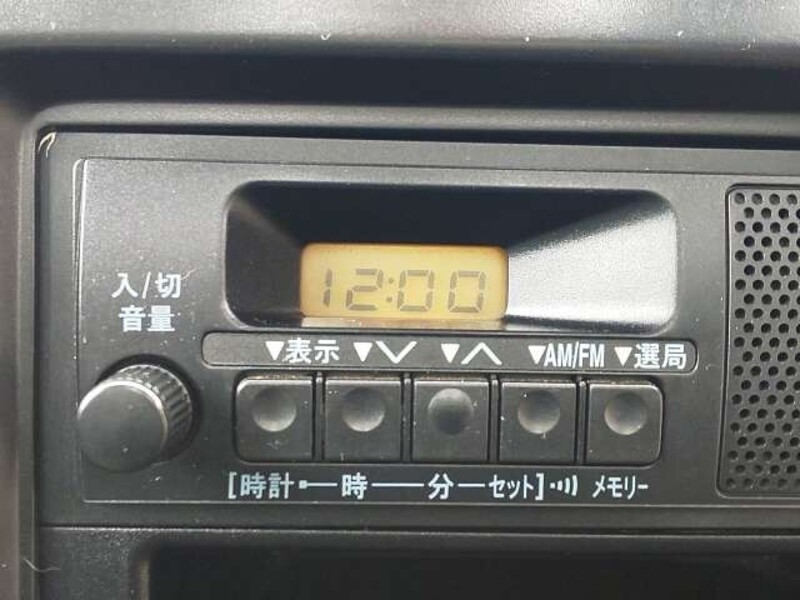 12:00
入/切
音量
▼表示 ▼∨ ▼∧ ▼AM/FM ▼選局
[時計 時 分 セット] メモリー